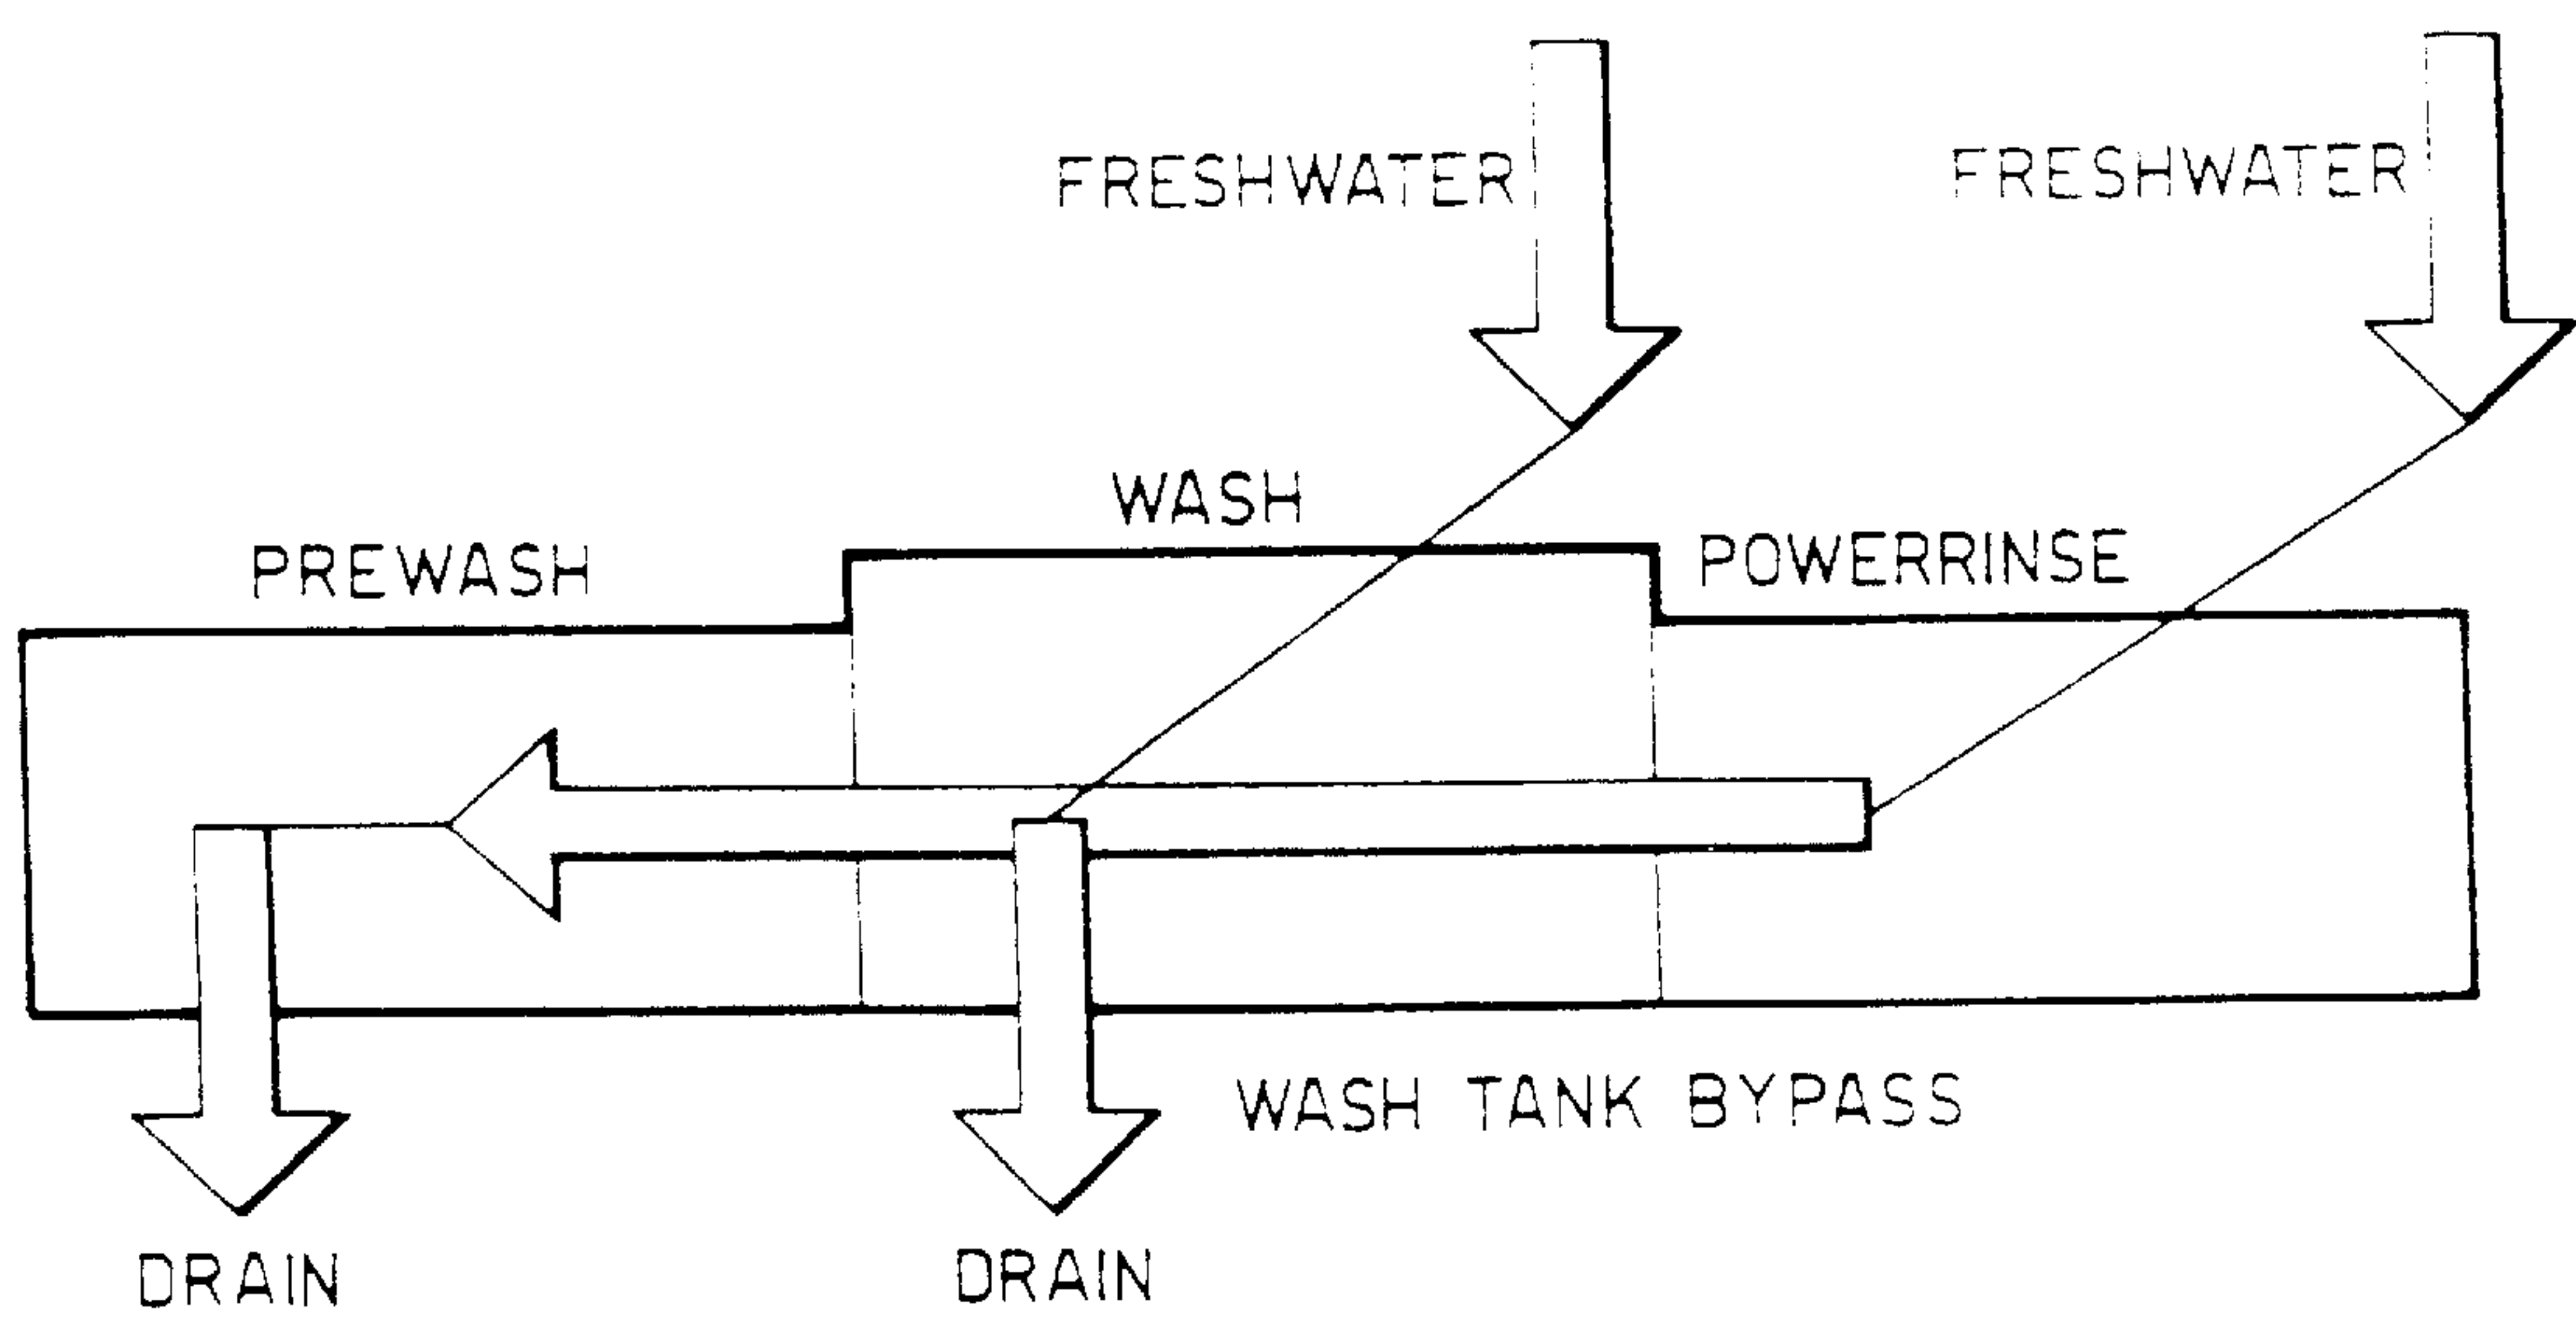 FRESHWATER
FRESHWATER
WASH
PREWASH
POWERRINSE
WASH TANK BYPASS
DRAIN
DRAIN